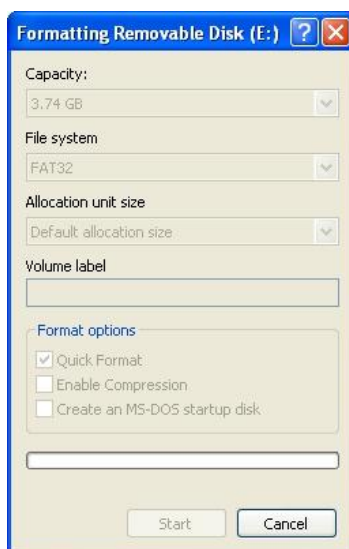 Formatting Removable Disk (E:)
Capacity:
3.74 GB
File system
FAT32
Allocation unit size
Default allocation size
Volume label
Format options
Quick Format
Enable Compression
Create an MS-DOS startup disk
Start
Cancel